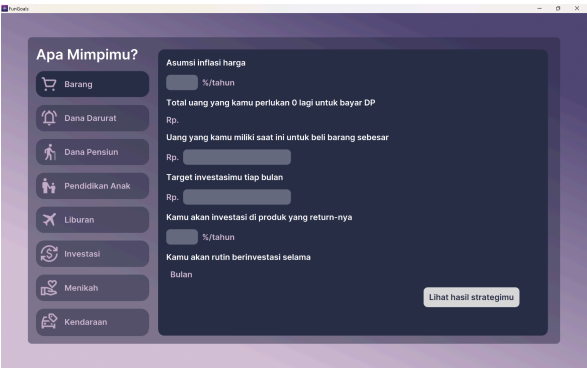 FunGoals
Apa Mimpimu?
Barang
Dana Darurat
Dana Pensiun
Pendidikan Anak
Liburan
Investasi
Menikah
Kendaraan
Asumsi inflasi harga
%/tahun
Total uang yang kamu perlukan 0 lagi untuk bayar DP
Rp.
Uang yang kamu miliki saat ini untuk beli barang sebesar
Rp.
Target investasimu tiap bulan
Rp.
Kamu akan investasi di produk yang return-nya
%/tahun
Kamu akan rutin berinvestasi selama
Bulan
Lihat hasil strategimu